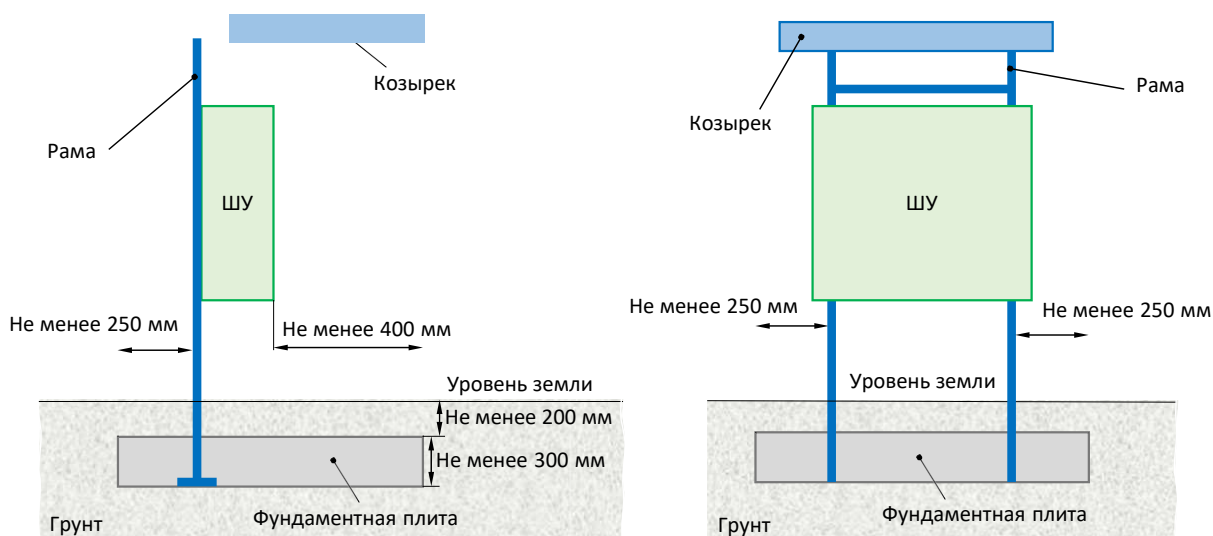 Козырек
Рама
ШУ
Не менее 250 мм
Не менее 400 мм
Уровень земли
Не менее 200 мм
Не менее 300 мм
Фундаментная плита
Грунт
Рама
Козырек
ШУ
Не менее 250 мм
Не менее 250 мм
Уровень земли
Фундаментная плита
Грунт